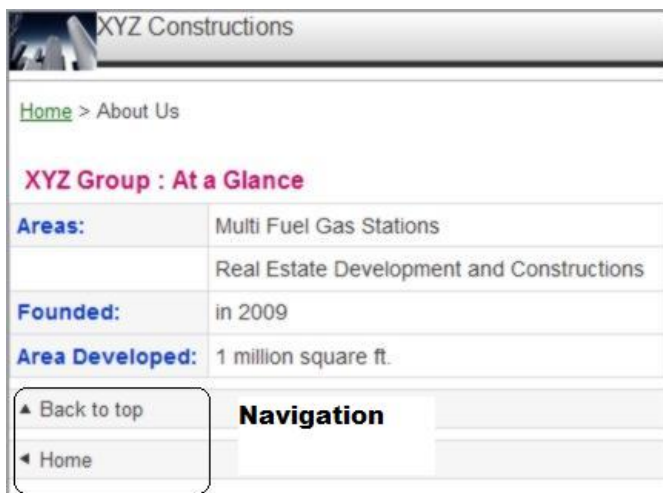 XYZ Constructions
Home > About Us
XYZ Group : At a Glance
Areas: Multi Fuel Gas Stations
Real Estate Development and Constructions
Founded: in 2009
Area Developed: 1 million square ft.
▲ Back to top Navigation
◄ Home